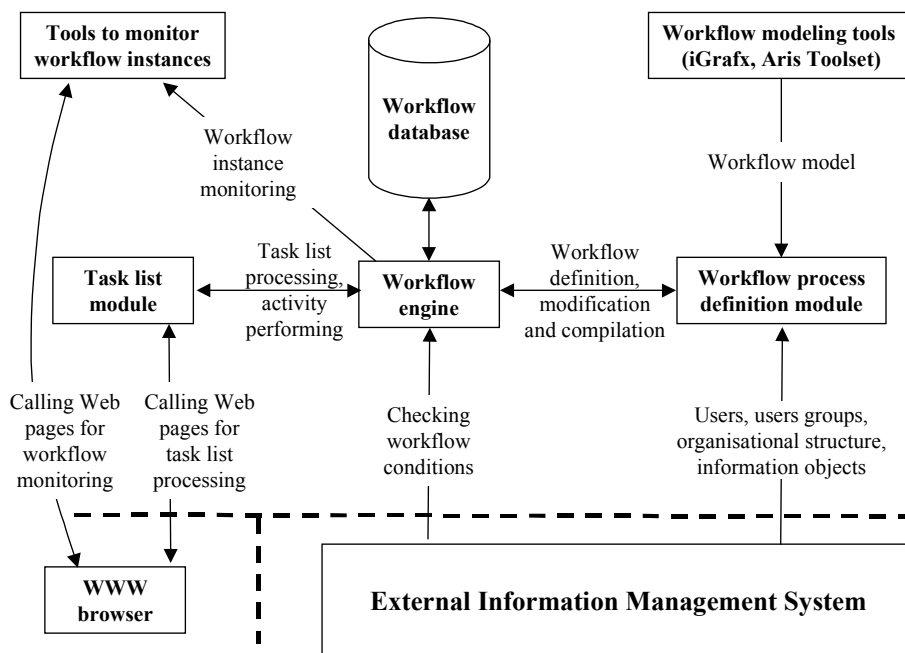 Tools to monitor
workflow instances
Workflow
database
Workflow modeling tools
(iGrafx, Aris Toolset)
Workflow
instance
monitoring
Workflow model
Task list
module
Task list
processing,
activity
performing
Workflow
engine
Workflow
definition,
modification
and compilation
Workflow process
definition module
Calling Web
pages for
workflow
monitoring
Calling Web
pages for
task list
processing
Checking
workflow
conditions
Users, users groups,
organisational structure,
information objects
WWW
browser
External Information Management System